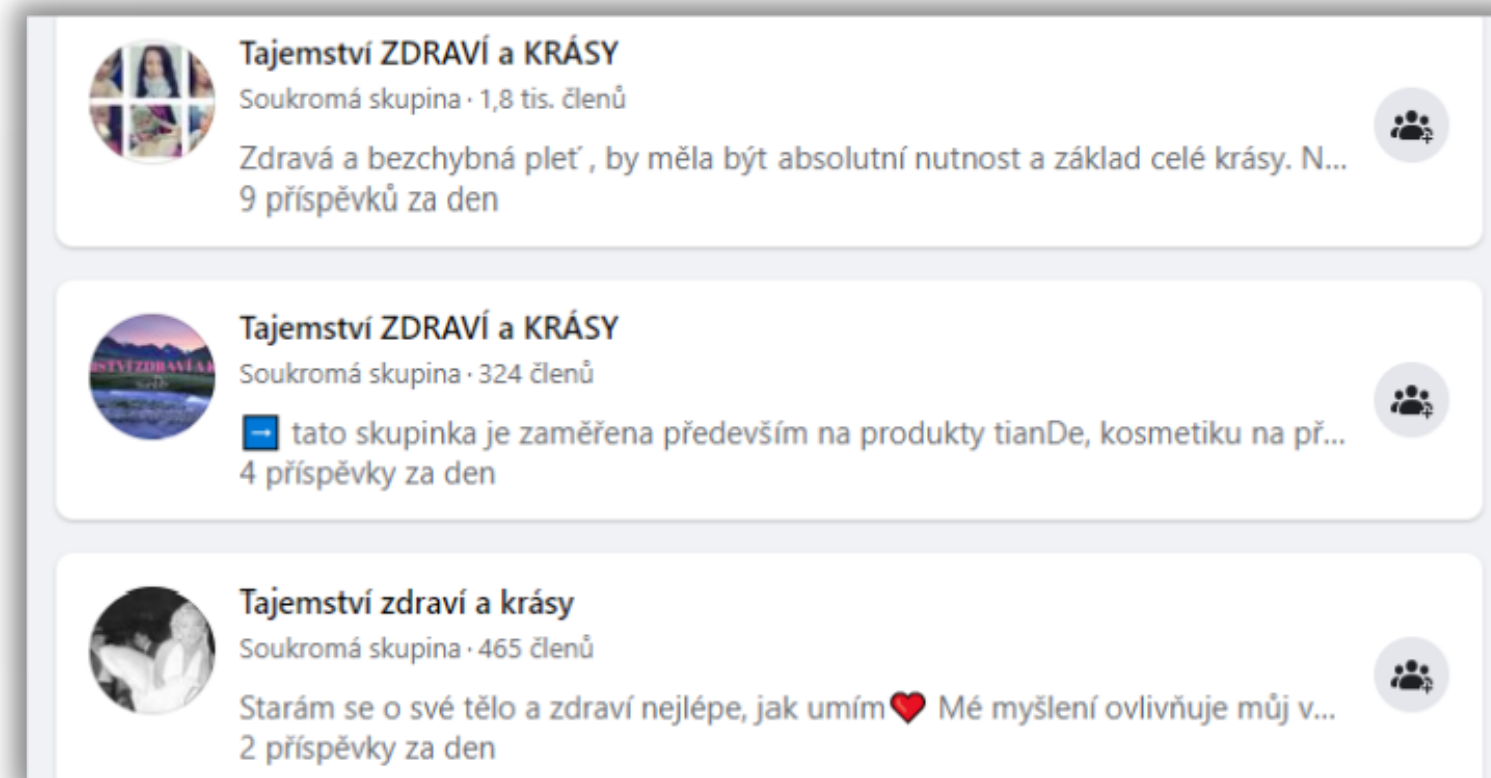 Tajemství ZDRAVÍ a KRÁSY
Soukromá skupina · 1,8 tis. členů
Zdravá a bezchybná pleť , by měla být absolutní nutnost a základ celé krásy. N...
9 příspěvků za den
Tajemství ZDRAVÍ a KRÁSY
Soukromá skupina · 324 členů
➡ tato skupinka je zaměřena především na produkty tianDe, kosmetiku na př...
4 příspěvky za den
Tajemství zdraví a krásy
Soukromá skupina · 465 členů
Starám se o své tělo a zdraví nejlépe, jak umím❤ Mé myšlení ovlivňuje můj v...
2 příspěvky za den